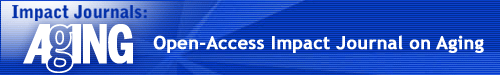 Impact Journals:
AgiNG
Open-Access Impact Journal on Aging